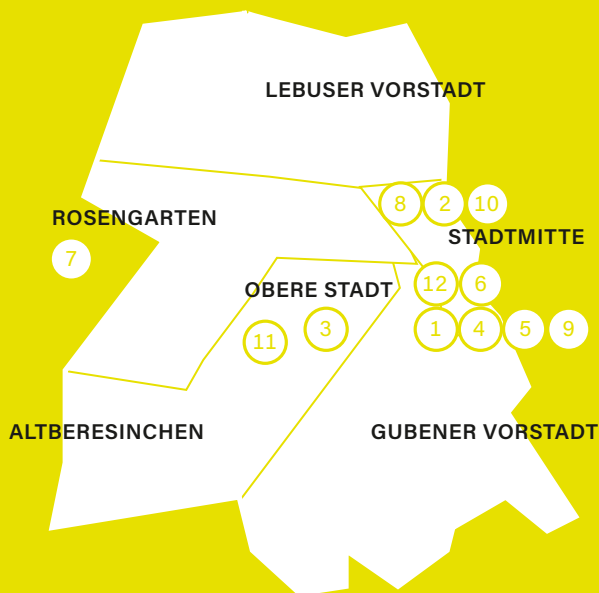 LEBUSER VORSTADT
8 2 10
ROSENGARTEN
STADTMITTE
7
12 6
OBERE STADT
11 3
1 4 5 9
ALTBERESINCHEN
GUBENER VORSTADT